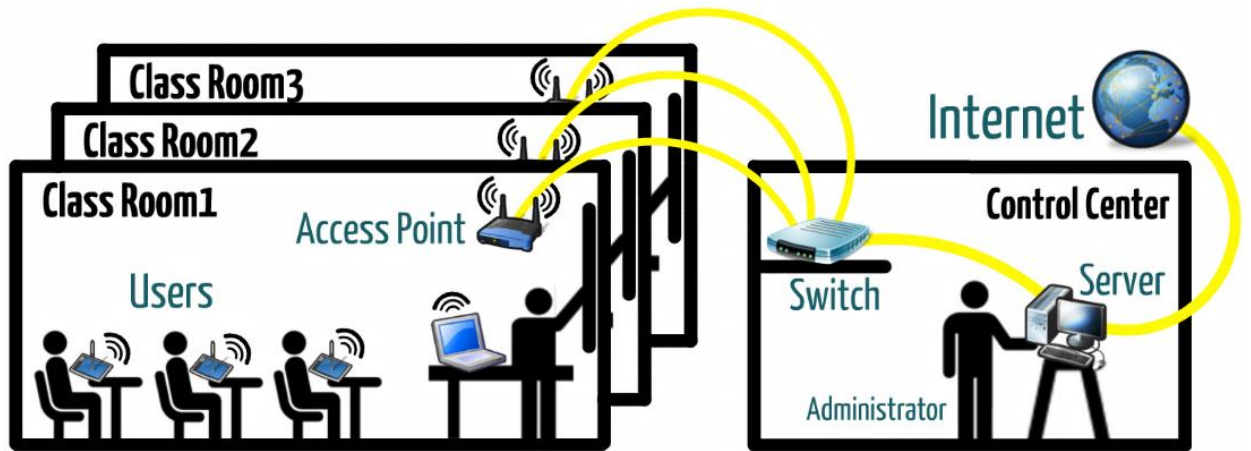 Class Room3
Class Room2
Class Room1
Access Point
Users
Internet
Control Center
Switch
Server
Administrator